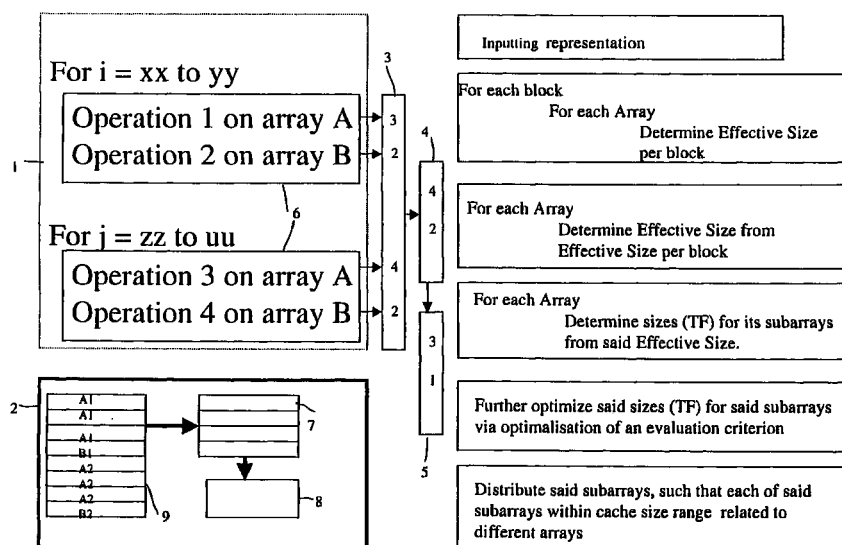 For i = xx to yy
Operation 1 on array A
Operation 2 on array B
1
6
For j = zz to uu
Operation 3 on array A
Operation 4 on array B
3
3
2
4
2
4
4
2
3
1
5
2
A1
A1
A1
B1
A2
A2
A2
B2
9
7
8
Inputting representation
For each block
For each Array
Determine Effective Size
per block
For each Array
Determine Effective Size from
Effective Size per block
For each Array
Determine sizes (TF) for its subarrays
from said Effective Size.
Further optimize said sizes (TF) for said subarrays
via optimalisation of an evaluation criterion
Distribute said subarrays, such that each of said
subarrays within cache size range related to
different arrays